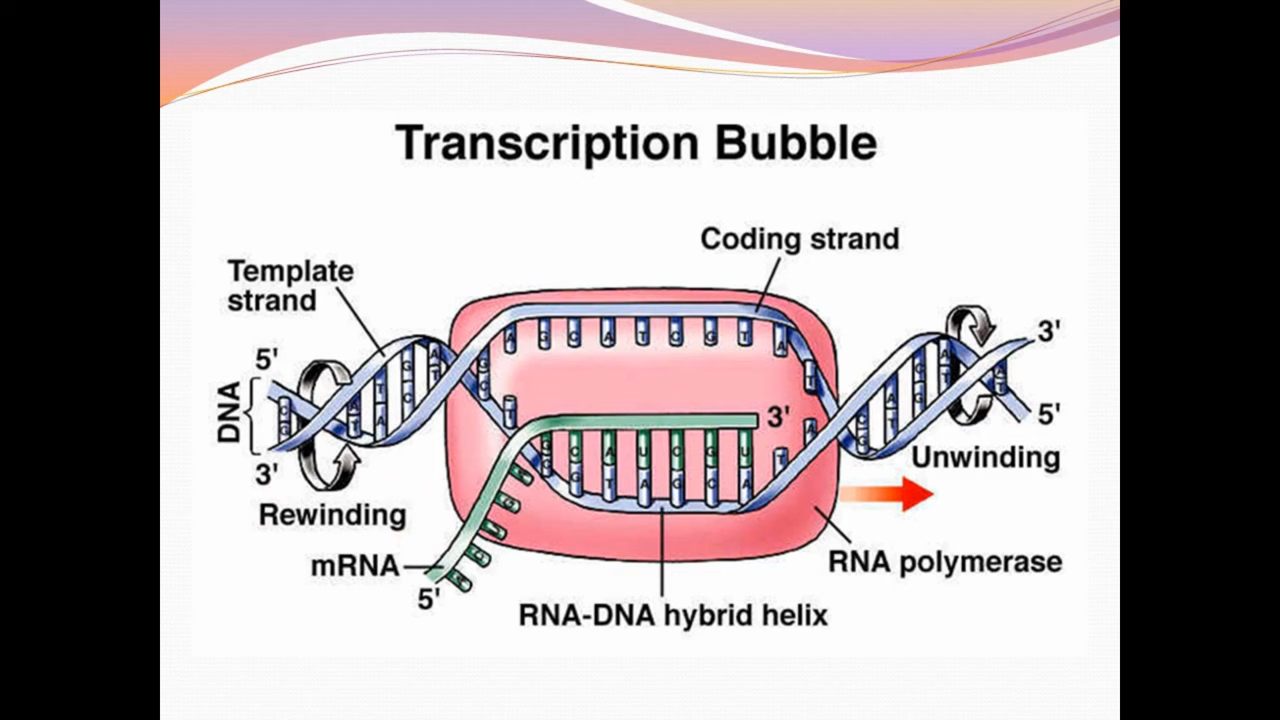 Transcription Bubble
Coding strand
Template
strand
5'
DNA
3'
Rewinding
mRNA
5'
3'
RNA-DNA hybrid helix
3'
5'
Unwinding
RNA polymerase
A G C A T C G T A
C A U C G U
G T A G C A